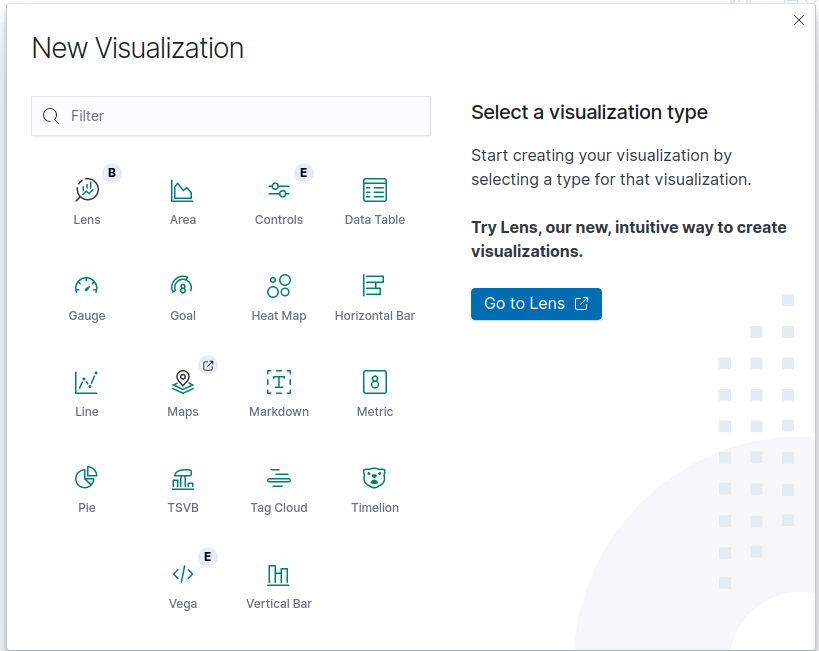 New Visualization
Filter
Select a visualization type
Start creating your visualization by
selecting a type for that visualization.
Try Lens, our new, intuitive way to create
visualizations.
Go to Lens
B
E
Lens
Area
Controls
Data Table
8
Gauge
Goal
Heat Map
Horizontal Bar
T
8
Line
Maps
Markdown
Metric
Pie
TSVB
Tag Cloud
Timelion
E
Vega
Vertical Bar